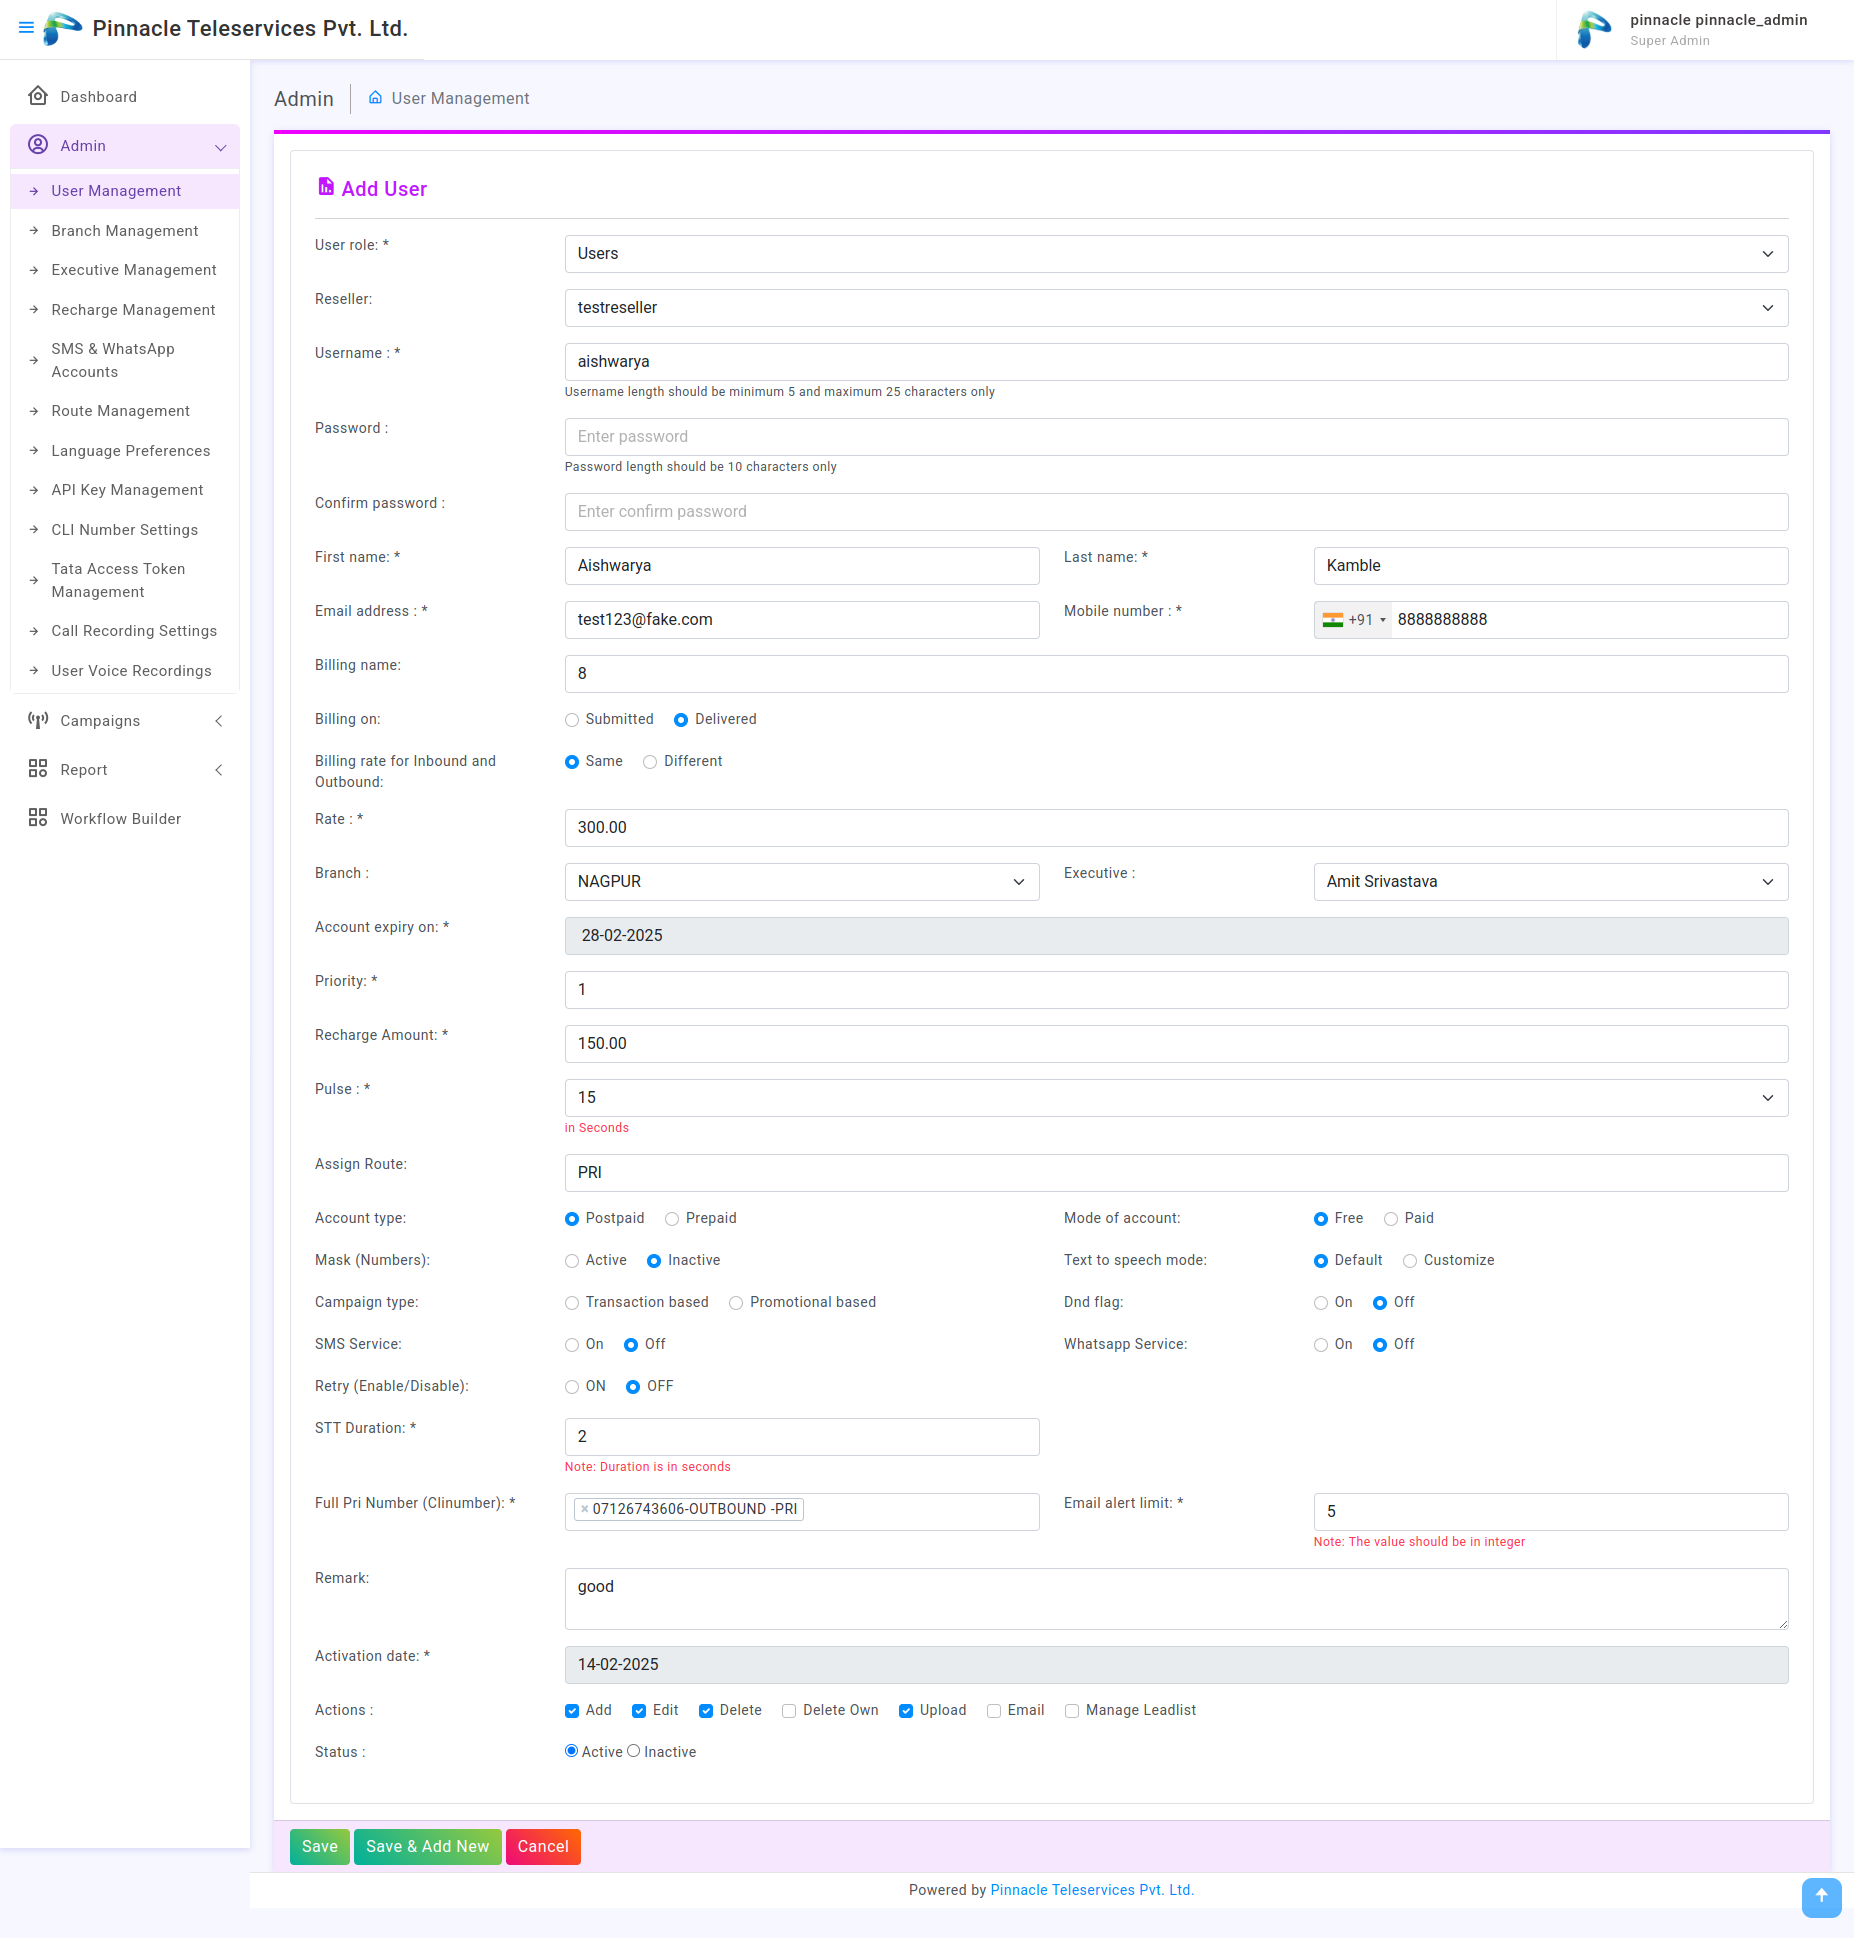 Pinnacle Teleservices Pvt. Ltd.
pinnacle pinnacle_admin
Super Admin
Dashboard
Admin
User Management
Branch Management
Executive Management
Recharge Management
SMS & WhatsApp
Accounts
Route Management
Language Preferences
API Key Management
CLI Number Settings
Tata Access Token
Management
Call Recording Settings
User Voice Recordings
Campaigns
Report
Workflow Builder
Admin
User Management
Add User
User role: *
Users
Reseller:
testreseller
Username : *
aishwarya
Username length should be minimum 5 and maximum 25 characters only
Password :
Enter password
Password length should be 10 characters only
Confirm password :
Enter confirm password
First name: *
Aishwarya
Last name: *
Kamble
Email address : *
test123@fake.com
Mobile number : *
+91 8888888888
Billing name:
8
Billing on:
Submitted Delivered
Billing rate for Inbound and
Outbound:
Same Different
Rate : *
300.00
Branch :
NAGPUR
Executive :
Amit Srivastava
Account expiry on: *
28-02-2025
Priority: *
1
Recharge Amount: *
150.00
Pulse : *
15
in Seconds
Assign Route:
PRI
Account type:
Postpaid Prepaid
Mode of account:
Free Paid
Mask (Numbers):
Active Inactive
Text to speech mode:
Default Customize
Campaign type:
Transaction based Promotional based
Dnd flag:
On Off
SMS Service:
On Off
Whatsapp Service:
On Off
Retry (Enable/Disable):
ON OFF
STT Duration: *
2
Note: Duration is in seconds
Full Pri Number (Clinumber): *
× 07126743606-OUTBOUND -PRI
Email alert limit: *
5
Note: The value should be in integer
Remark:
good
Activation date: *
14-02-2025
Actions :
Add Edit Delete Delete Own Upload Email Manage Leadlist
Status :
Active Inactive
Save
Save & Add New
Cancel
Powered by Pinnacle Teleservices Pvt. Ltd.